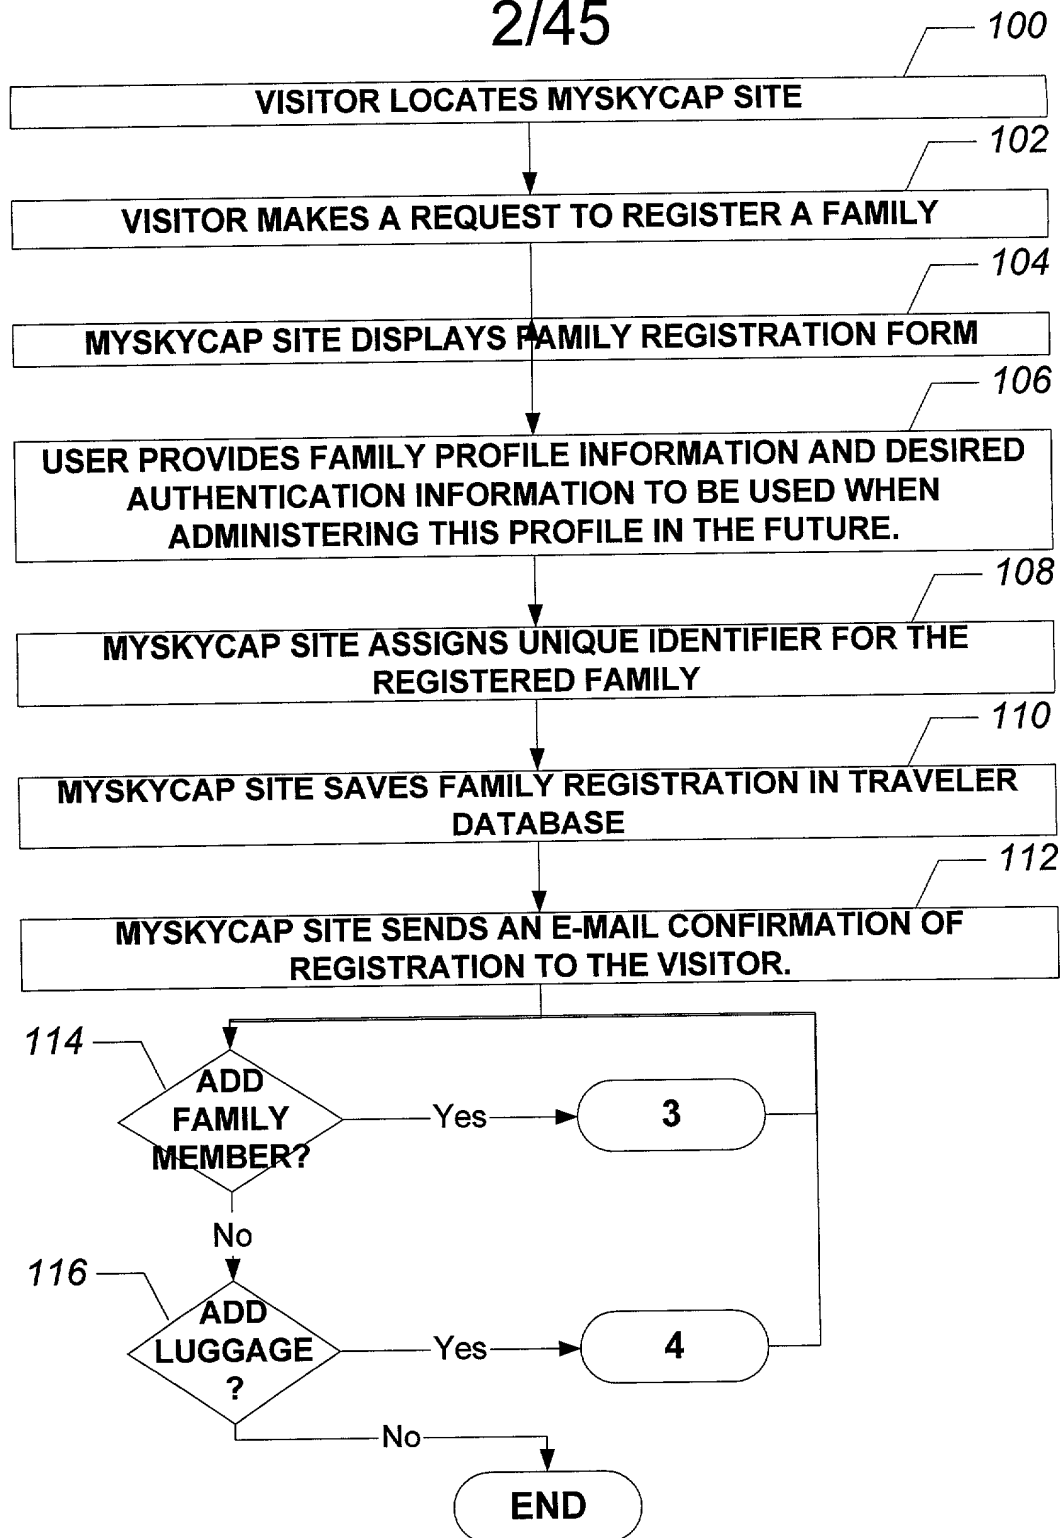 2/45
100
VISITOR LOCATES MYSKYCAP SITE
102
VISITOR MAKES A REQUEST TO REGISTER A FAMILY
104
MYSKYCAP SITE DISPLAYS FAMILY REGISTRATION FORM
106
USER PROVIDES FAMILY PROFILE INFORMATION AND DESIRED
AUTHENTICATION INFORMATION TO BE USED WHEN
ADMINISTERING THIS PROFILE IN THE FUTURE.
108
MYSKYCAP SITE ASSIGNS UNIQUE IDENTIFIER FOR THE
REGISTERED FAMILY
110
MYSKYCAP SITE SAVES FAMILY REGISTRATION IN TRAVELER
DATABASE
112
MYSKYCAP SITE SENDS AN E-MAIL CONFIRMATION OF
REGISTRATION TO THE VISITOR.
114
ADD
FAMILY
MEMBER?
Yes
3
No
116
ADD
LUGGAGE
?
Yes
4
No
END